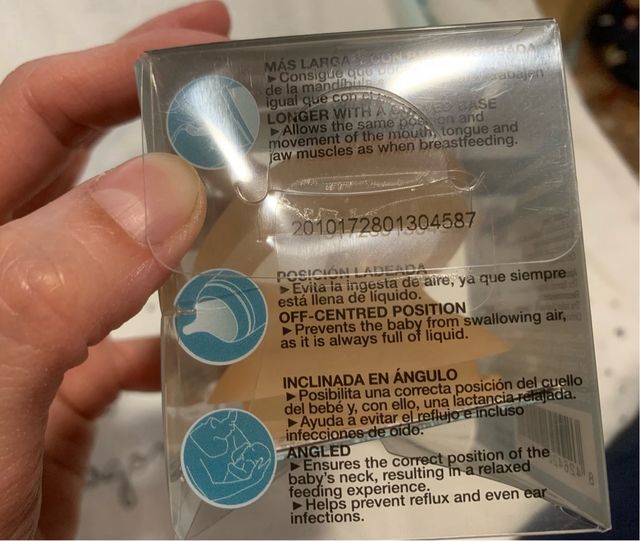 MÁS LARGA Y CON
▶ Consigue que
de la mandíbula
igual que con
LONGER WITH A CURVED BASE
▶ Allows the same position and
movement of the mouth, tongue and
jaw muscles as when breastfeeding.
2010172801304587
POSICIÓN LADEADA
▶ Evita la ingesta de aire, ya que siempre
está llena de líquido.
OFF-CENTRED POSITION
▶ Prevents the baby from swallowing air,
as it is always full of liquid.
INCLINADA EN ÁNGULO
▶ Posibilita una correcta posición del cuello
del bebé y, con ello, una lactancia relajada.
▶ Ayuda a evitar el reflujo e incluso
infecciones de oído.
ANGLED
▶ Ensures the correct position of the
baby's neck, resulting in a relaxed
feeding experience.
▶ Helps prevent reflux and even ear
infections.